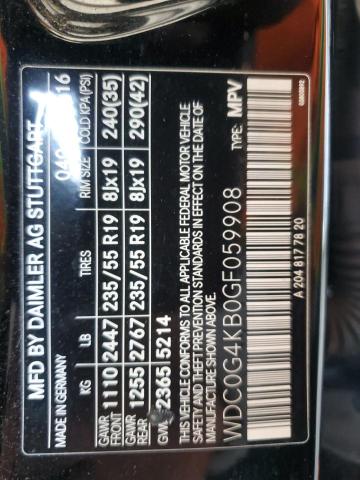 MFD BY DAIMLER AG STUTTGART
MADE IN GERMANY 16
KG PLB TIRES RIM SIZE COLD KPA (PSI)
GAWR FRONT 1110 2447 235/55 R19 8Jx19 240(35)
GAWR REAR 1255 2767 235/55 R19 8Jx19 290(42)
2365 5214
THIS VEHICLE CONFORMS TO ALL APPLICABLE FEDERAL MOTOR VEHICLE
SAFETY AND THEFT PREVENTION STANDARDS IN EFFECT ON THE DATE OF
MANUFACTURE SHOWN ABOVE.
TYPE: MPV
WDC0G4KB0GF059908
A 204 817 78 20